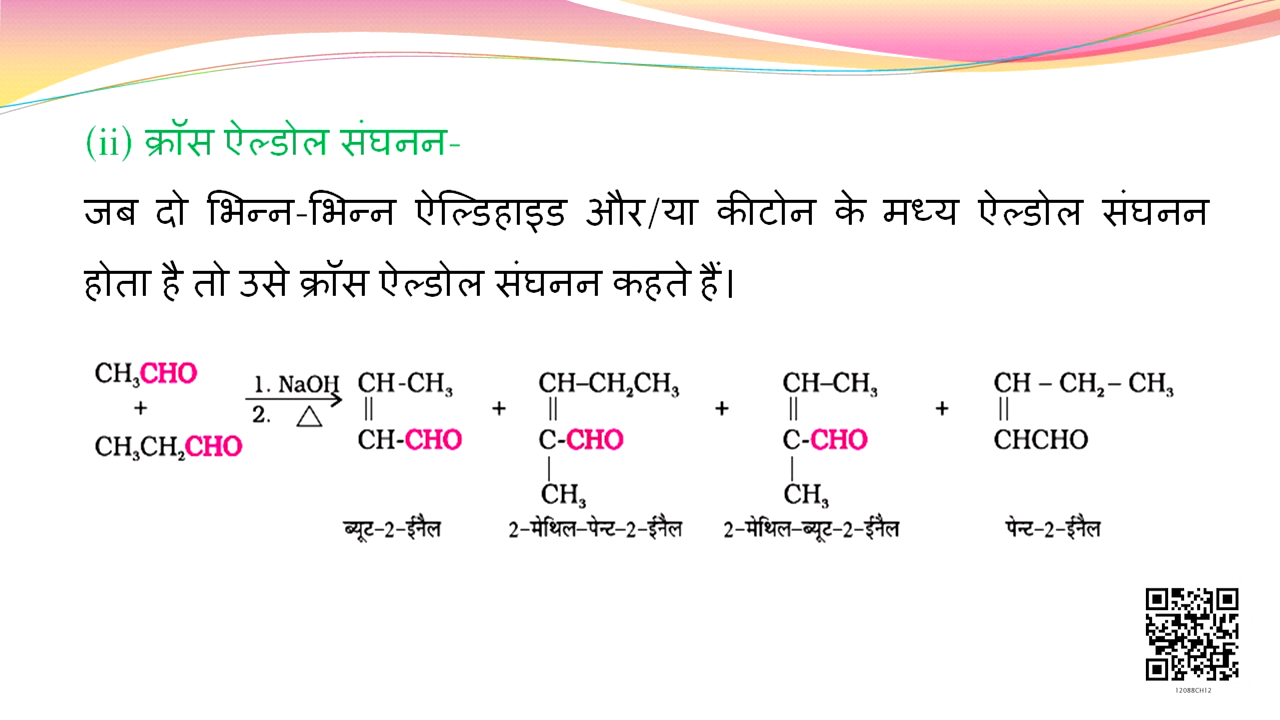 (ii) क्रॉस ऐल्डोल संघनन-
जब दो भिन्न-भिन्न ऐल्डिहाइड और/या कीटोन के मध्य ऐल्डोल संघनन
होता है तो उसे क्रॉस ऐल्डोल संघनन कहते हैं।
CH₃CHO 1. NaOH CH-CH₃ CH–CH₂CH₃ CH–CH₃ CH – CH₂– CH₃
+ 2. △ || + || + || + ||
CH₃CH₂CHO CH-CHO C-CHO C-CHO CHCHO
| |
CH₃ CH₃
ब्यूट-2-ईनैल 2-मेथिल-पेन्ट-2-ईनैल 2-मेथिल-ब्यूट-2-ईनैल पेन्ट-2-ईनैल
12088CH12